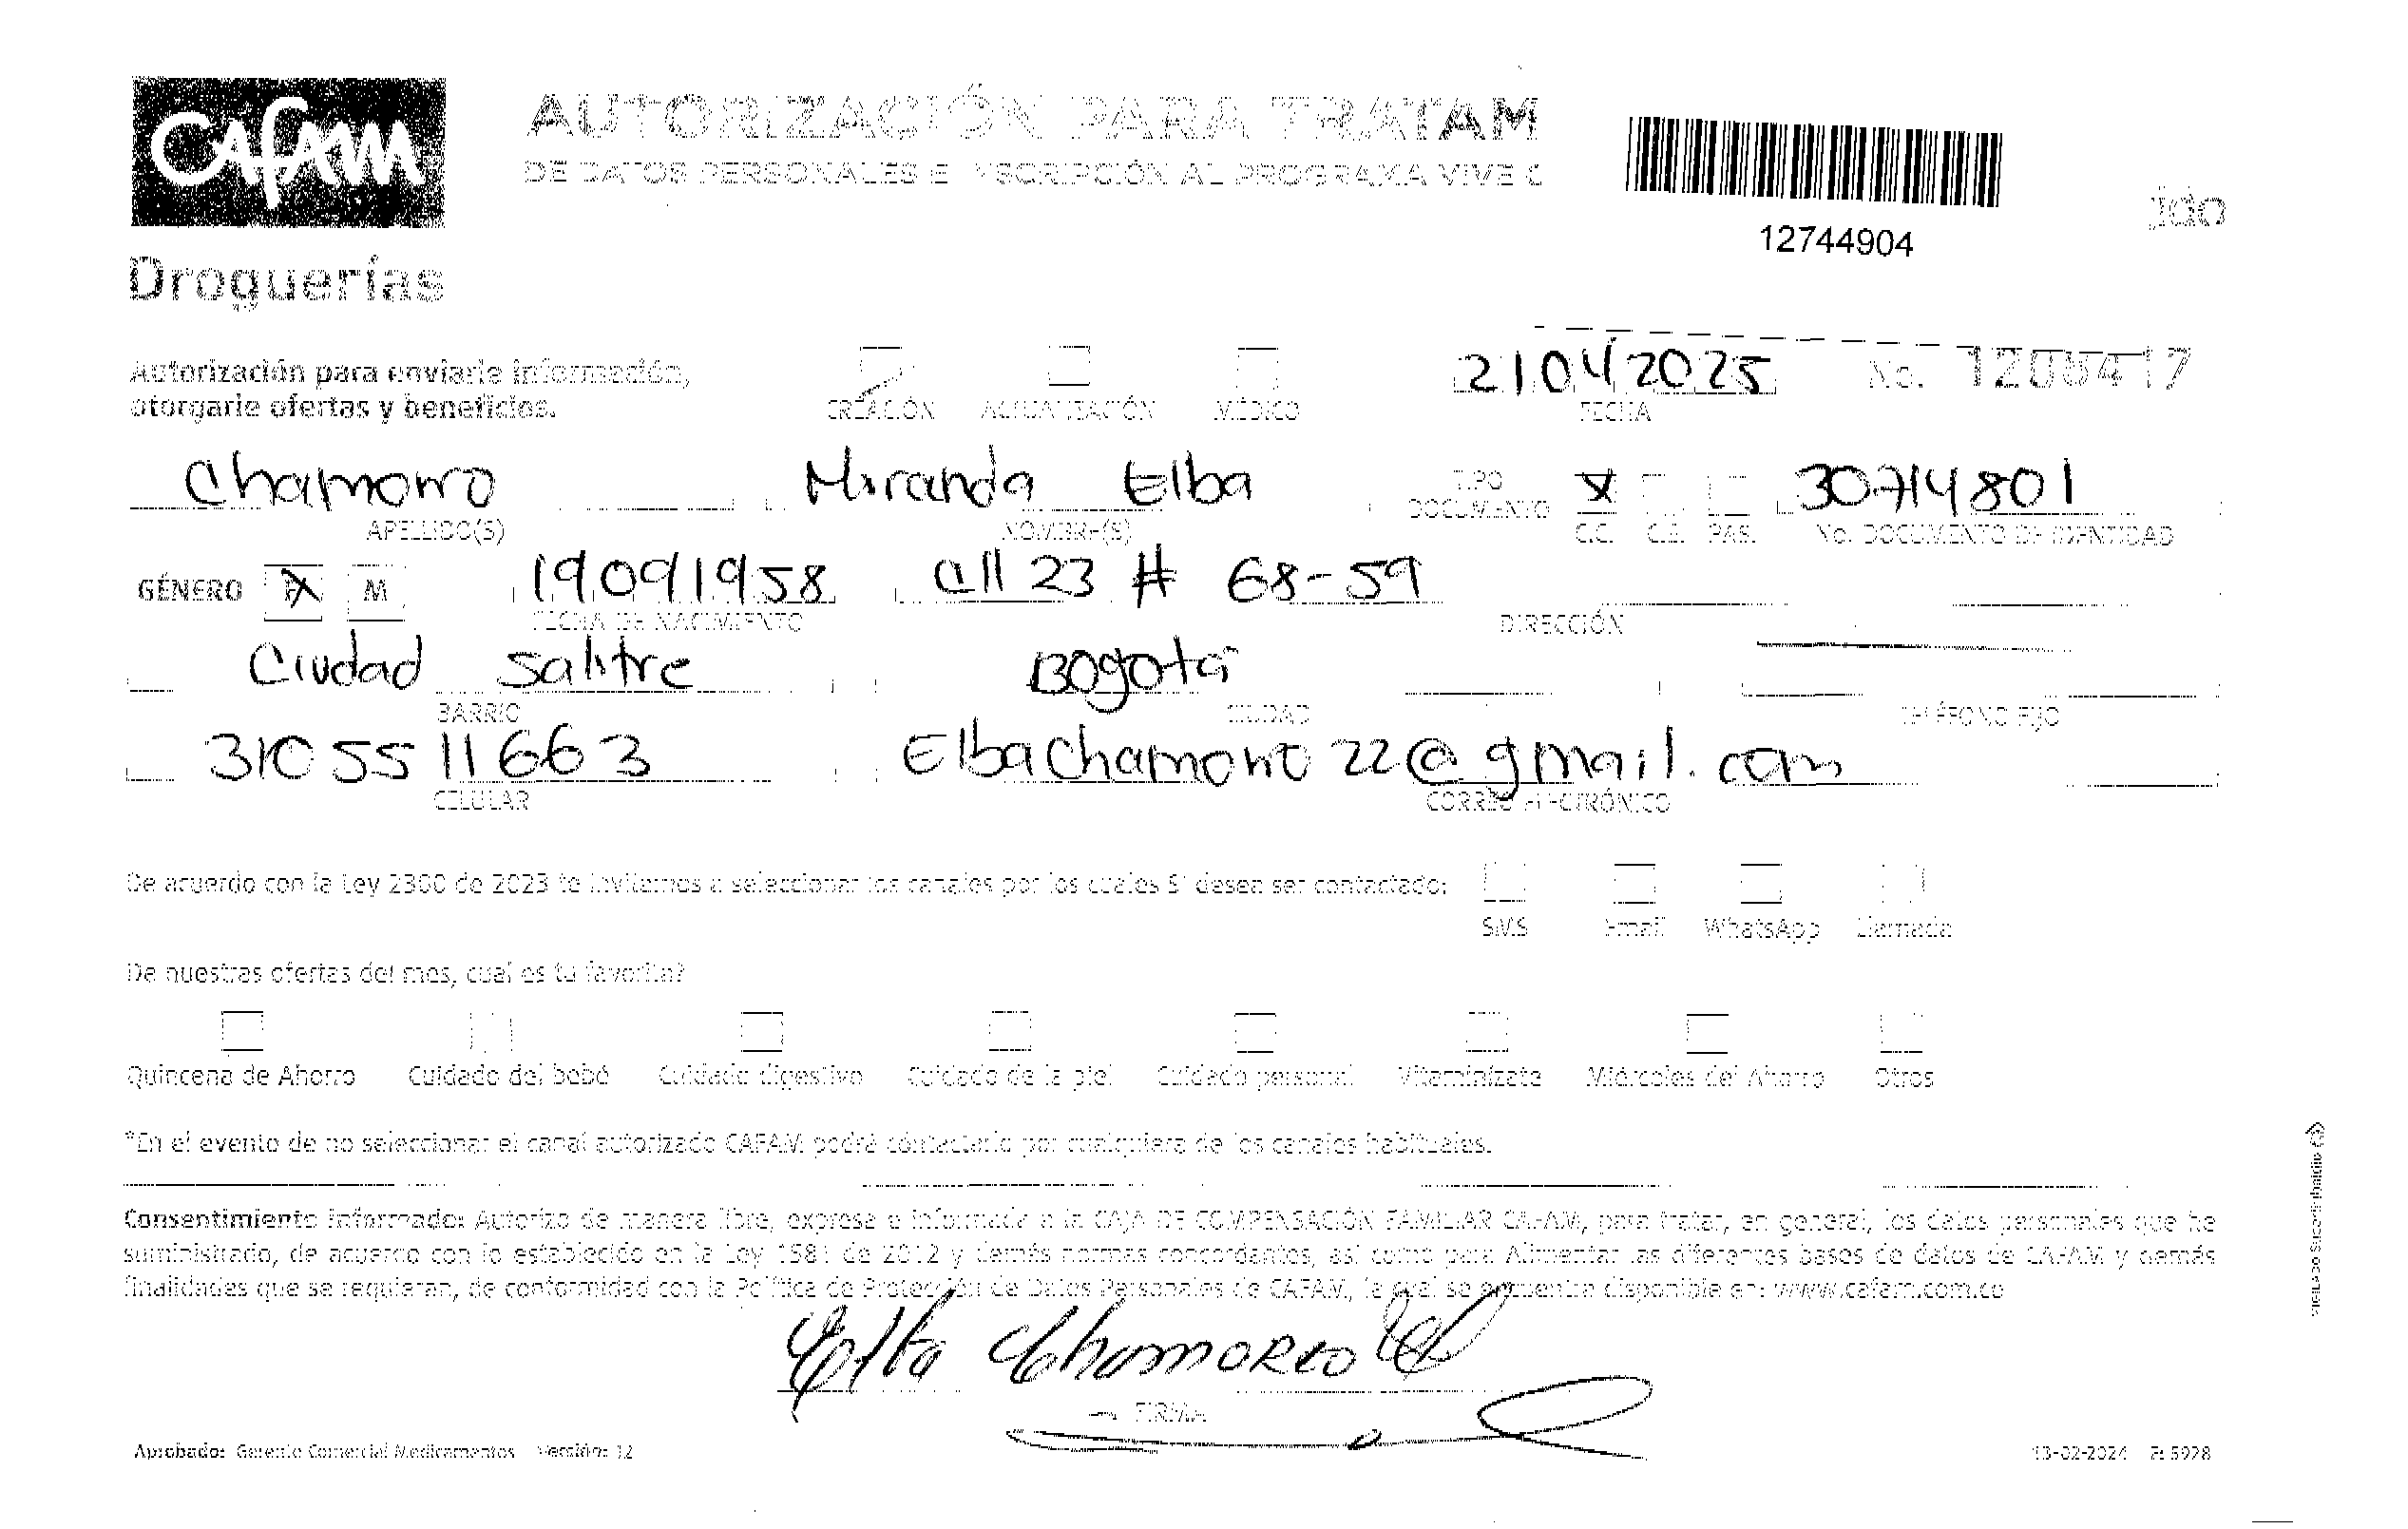 CAFAM
Droguerías
AUTORIZACIÓN PARA TRATAM
DE DATOS PERSONALES E INSCRIPCIÓN AL PROGRAMA VIVE C
12744904
ido
Autorización para enviarle información,
otorgarle ofertas y beneficios.
CREACIÓN ACTUALIZACIÓN MÉDICO
21042025
FECHA
No. 1206417
Chamorro Miranda Elba
APELLIDO(S) NOMBRE(S)
TIPO DOCUMENTO X C.C. C.E. PAS.
30714801
No. DOCUMENTO DE IDENTIDAD
GÉNERO F M 19091958 Cll 23 # 68-59
FECHA DE NACIMIENTO DIRECCIÓN
Ciudad Salitre Bogotá
BARRIO CIUDAD TELÉFONO FIJO
3105511663 Elbachamorro22@gmail.com
CELULAR CORREO ELECTRÓNICO
De acuerdo con la Ley 2300 de 2023 te invitamos a seleccionar los canales por los cuales SI desea ser contactado:
SMS Email WhatsApp Llamada
De nuestras ofertas del mes, cual es tu favorita?
Quincena de Ahorro Cuidado del bebé Cuidado digestivo Cuidado de la piel Cuidado personal Vitaminízate Miércoles del Ahorro Otros
*En el evento de no seleccionar el canal autorizado CAFAM podrá contactarlo por cualquiera de los canales habituales.
Consentimiento informado: Autorizo de manera libre, expresa e informada a la CAJA DE COMPENSACIÓN FAMILIAR CAFAM, para tratar, en general, los datos personales que he
suministrado, de acuerdo con lo establecido en la Ley 1581 de 2012 y demás normas concordantes, así como para Alimentar las diferentes bases de datos de CAFAM y demás
finalidades que se requieran, de conformidad con la Política de Protección de Datos Personales de CAFAM, la cual se encuentra disponible en: www.cafam.com.co
Elba Chamorro
FIRMA
Aprobado: Gerente Comercial Medicamentos Versión: 12
13-02-2024 F: 5928
VIGILADO SuperSubsidio